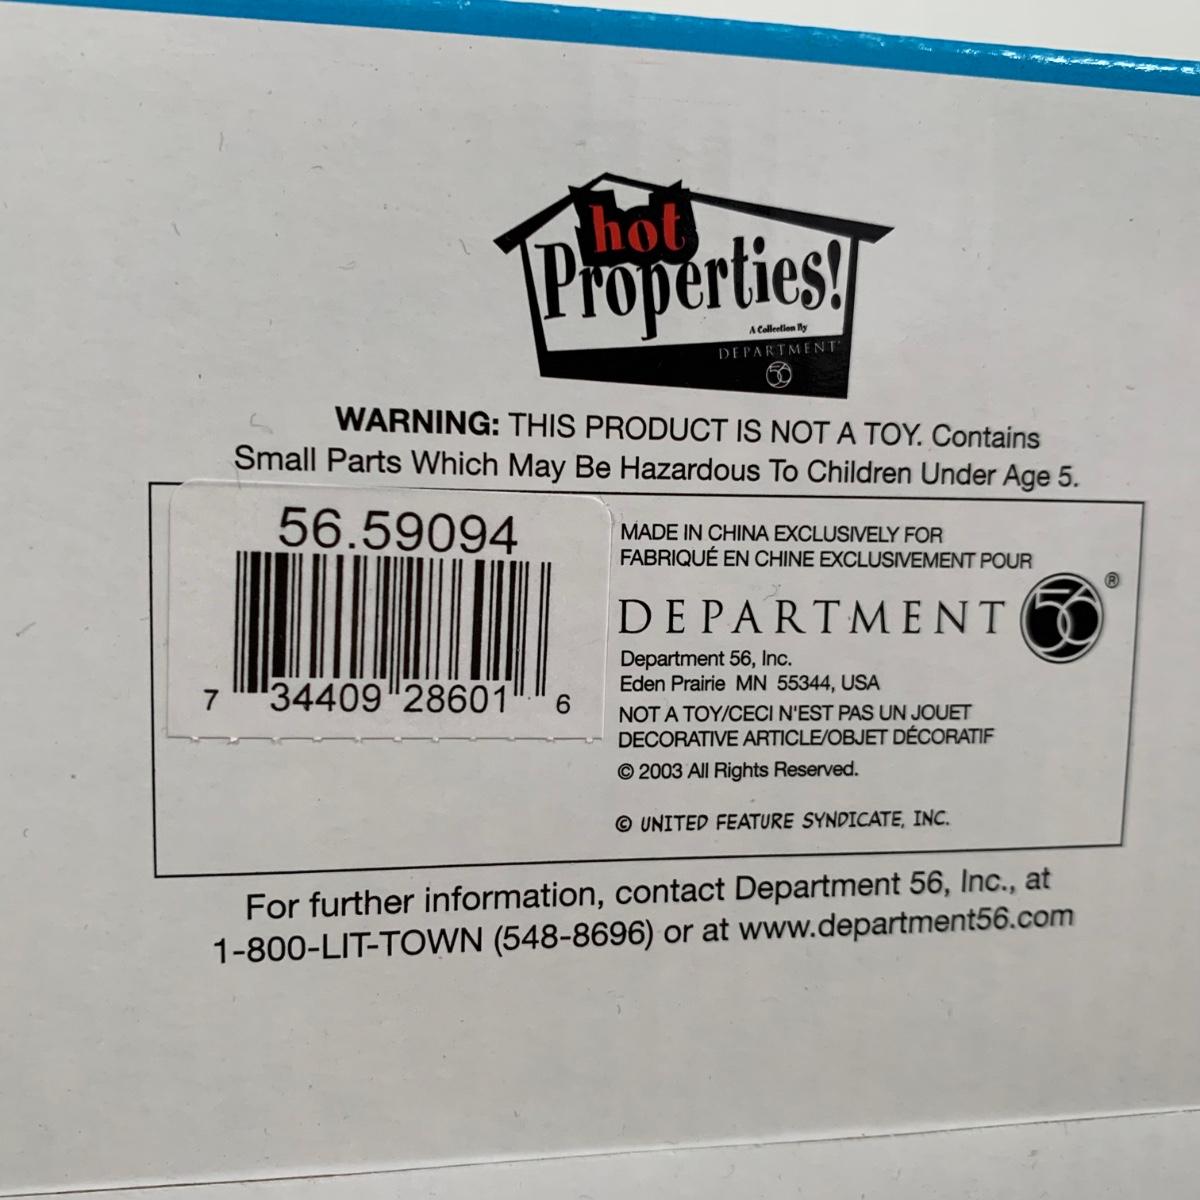 hot
Properties!
A Collection By
DEPARTMENT
56
WARNING: THIS PRODUCT IS NOT A TOY. Contains
Small Parts Which May Be Hazardous To Children Under Age 5.
56.59094
7 34409 28601 6
MADE IN CHINA EXCLUSIVELY FOR
FABRIQUÉ EN CHINE EXCLUSIVEMENT POUR
DEPARTMENT 56®
Department 56, Inc.
Eden Prairie MN 55344, USA
NOT A TOY/CECI N'EST PAS UN JOUET
DECORATIVE ARTICLE/OBJET DÉCORATIF
© 2003 All Rights Reserved.
© UNITED FEATURE SYNDICATE, INC.
For further information, contact Department 56, Inc., at
1-800-LIT-TOWN (548-8696) or at www.department56.com